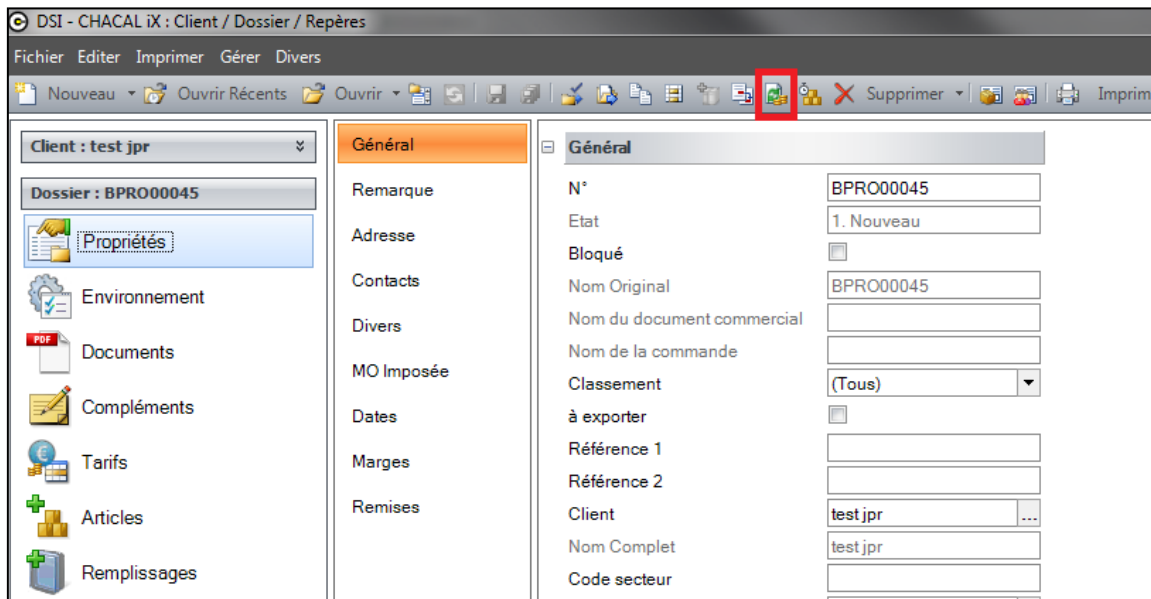 DSI - CHACAL iX : Client / Dossier / Repères
Fichier Editer Imprimer Gérer Divers
Nouveau Ouvrir Récents Ouvrir Supprimer Imprim
Client : test jpr
Dossier : BPRO00045
Propriétés
Environnement
PDF
Documents
Compléments
Tarifs
Articles
Remplissages
Général
Remarque
Adresse
Contacts
Divers
MO Imposée
Dates
Marges
Remises
Général
N° BPRO00045
Etat 1. Nouveau
Bloqué
Nom Original BPRO00045
Nom du document commercial
Nom de la commande
Classement (Tous)
à exporter
Référence 1
Référence 2
Client test jpr ...
Nom Complet test jpr
Code secteur